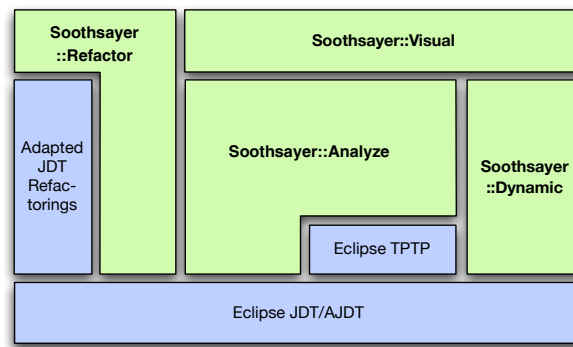 Soothsayer
::Refactor
Soothsayer::Visual
Adapted
JDT
Refac-
torings
Soothsayer::Analyze
Soothsayer
::Dynamic
Eclipse TPTP
Eclipse JDT/AJDT